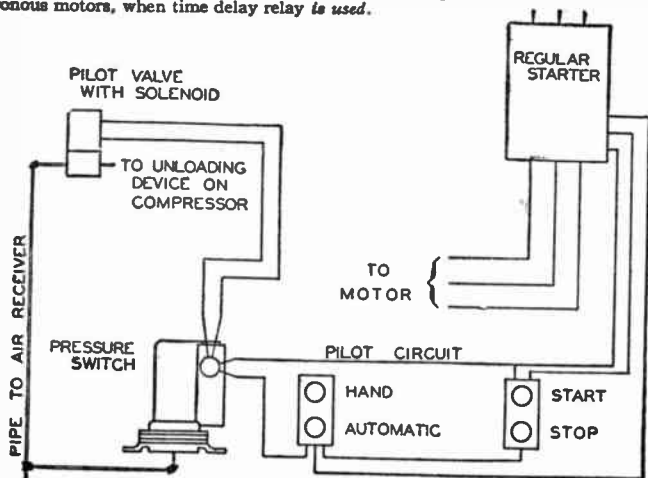 ronous motors, when time delay relay is used.
REGULAR
STARTER
PILOT VALVE
WITH SOLENOID
TO UNLOADING
DEVICE ON
COMPRESSOR
TO
MOTOR
PIPE TO AIR RECEIVER
PRESSURE
SWITCH
PILOT CIRCUIT
HAND
AUTOMATIC
START
STOP